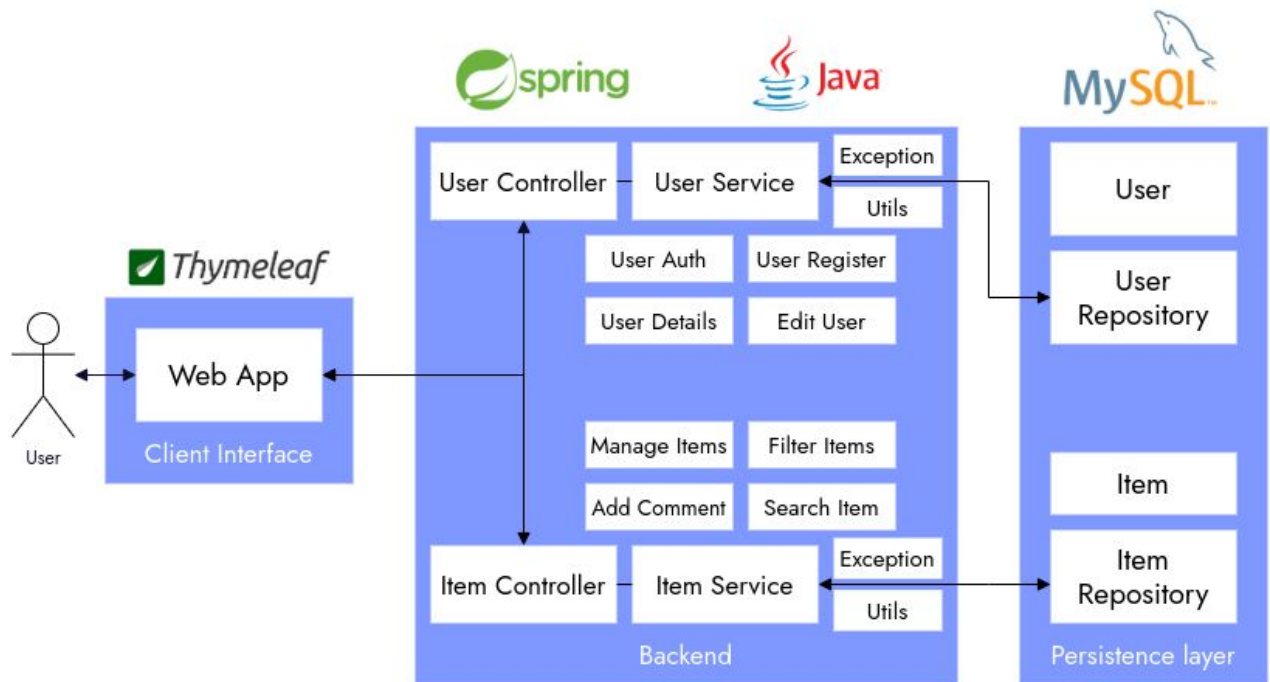 spring
Java
MySQL™
User Controller
User Service
Exception
Utils
User
User Auth
User Register
User
Repository
User Details
Edit User
Thymeleaf
Web App
Client Interface
User
Manage Items
Filter Items
Add Comment
Search Item
Item
Item Controller
Item Service
Exception
Utils
Item
Repository
Backend
Persistence layer